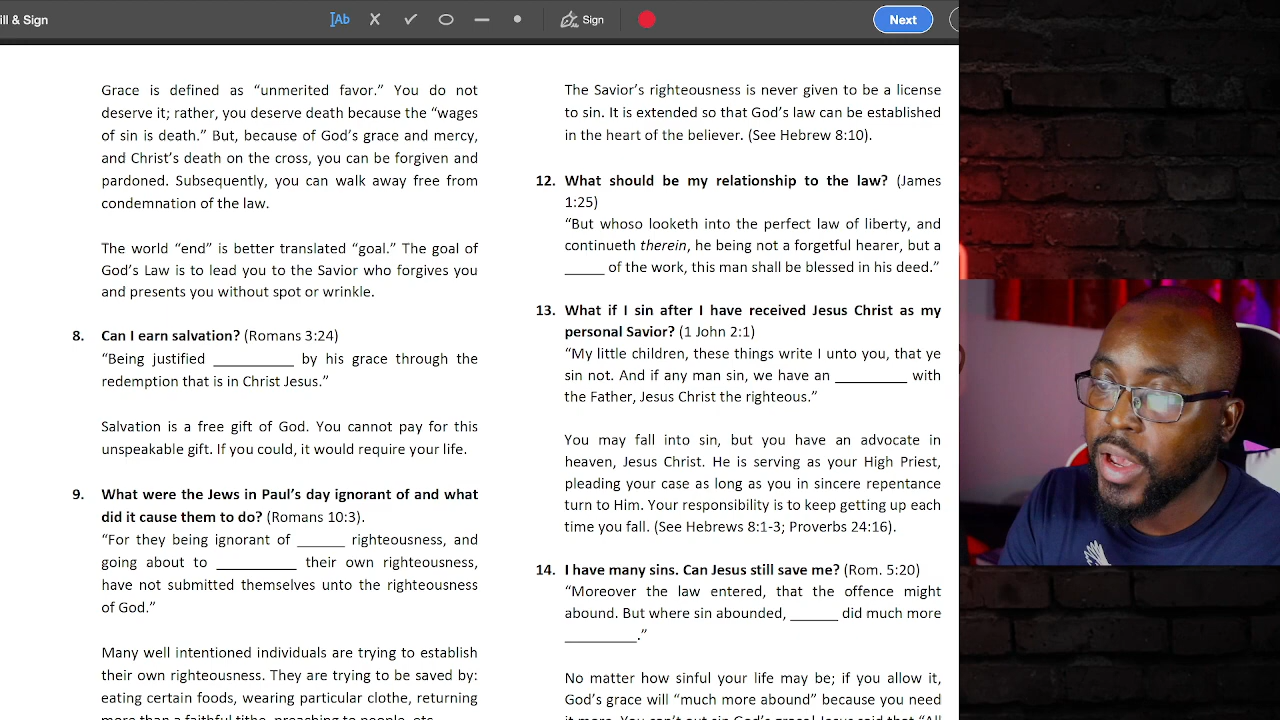 ill & Sign
Ab
Sign
Next
Grace is defined as “unmerited favor.” You do not
deserve it; rather, you deserve death because the “wages
of sin is death.” But, because of God’s grace and mercy,
and Christ’s death on the cross, you can be forgiven and
pardoned. Subsequently, you can walk away free from
condemnation of the law.
The world “end” is better translated “goal.” The goal of
God’s Law is to lead you to the Savior who forgives you
and presents you without spot or wrinkle.
8. Can I earn salvation? (Romans 3:24)
“Being justified __________ by his grace through the
redemption that is in Christ Jesus.”
Salvation is a free gift of God. You cannot pay for this
unspeakable gift. If you could, it would require your life.
9. What were the Jews in Paul’s day ignorant of and what
did it cause them to do? (Romans 10:3).
“For they being ignorant of ______ righteousness, and
going about to __________ their own righteousness,
have not submitted themselves unto the righteousness
of God.”
Many well intentioned individuals are trying to establish
their own righteousness. They are trying to be saved by:
eating certain foods, wearing particular clothe, returning
more than a faithful tithe, preaching to people, etc.
The Savior’s righteousness is never given to be a license
to sin. It is extended so that God’s law can be established
in the heart of the believer. (See Hebrew 8:10).
12. What should be my relationship to the law? (James
1:25)
“But whoso looketh into the perfect law of liberty, and
continueth therein, he being not a forgetful hearer, but a
_____ of the work, this man shall be blessed in his deed.”
13. What if I sin after I have received Jesus Christ as my
personal Savior? (1 John 2:1)
“My little children, these things write I unto you, that ye
sin not. And if any man sin, we have an _________ with
the Father, Jesus Christ the righteous.”
You may fall into sin, but you have an advocate in
heaven, Jesus Christ. He is serving as your High Priest,
pleading your case as long as you in sincere repentance
turn to Him. Your responsibility is to keep getting up each
time you fall. (See Hebrews 8:1-3; Proverbs 24:16).
14. I have many sins. Can Jesus still save me? (Rom. 5:20)
“Moreover the law entered, that the offence might
abound. But where sin abounded, ______ did much more
_________.”
No matter how sinful your life may be; if you allow it,
God’s grace will “much more abound” because you need
it more. You can’t out sin God’s grace! Jesus said that “All